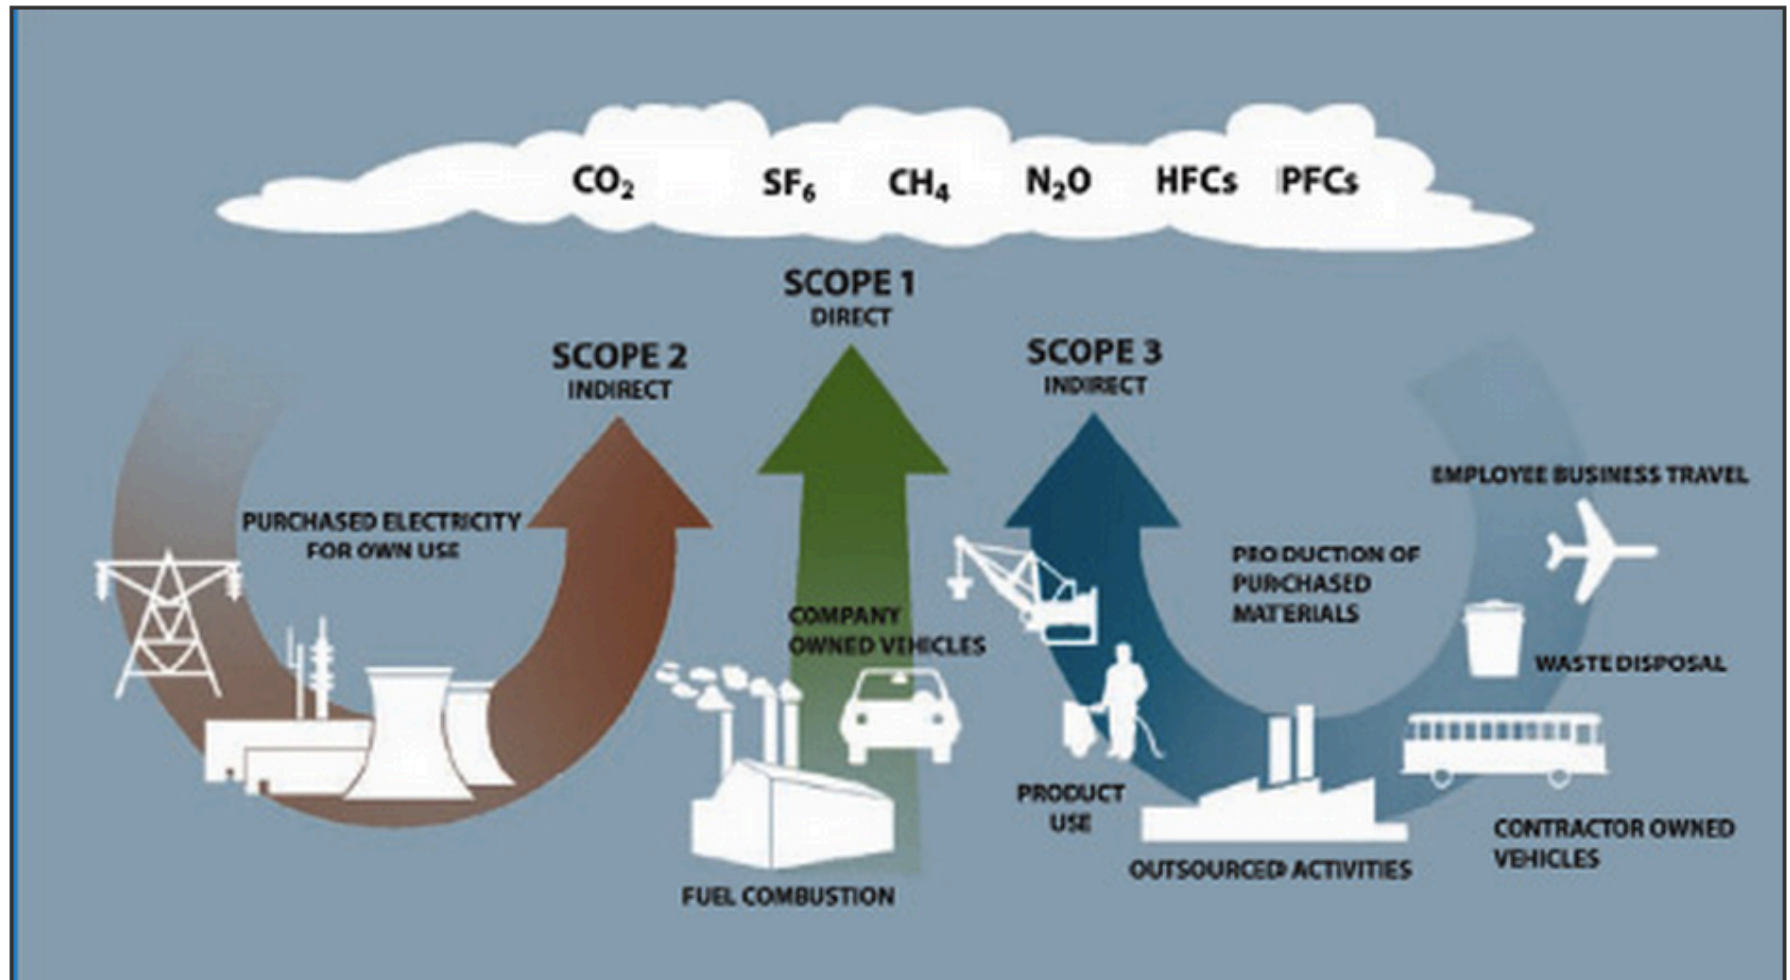 CO₂ SF₆ CH₄ N₂O HFCs PFCs
SCOPE 1
DIRECT
SCOPE 2
INDIRECT
SCOPE 3
INDIRECT
PURCHASED ELECTRICITY
FOR OWN USE
COMPANY
OWNED VEHICLES
FUEL COMBUSTION
EMPLOYEE BUSINESS TRAVEL
PRODUCTION OF
PURCHASED
MATERIALS
WASTE DISPOSAL
PRODUCT
USE
OUTSOURCED ACTIVITIES
CONTRACTOR OWNED
VEHICLES